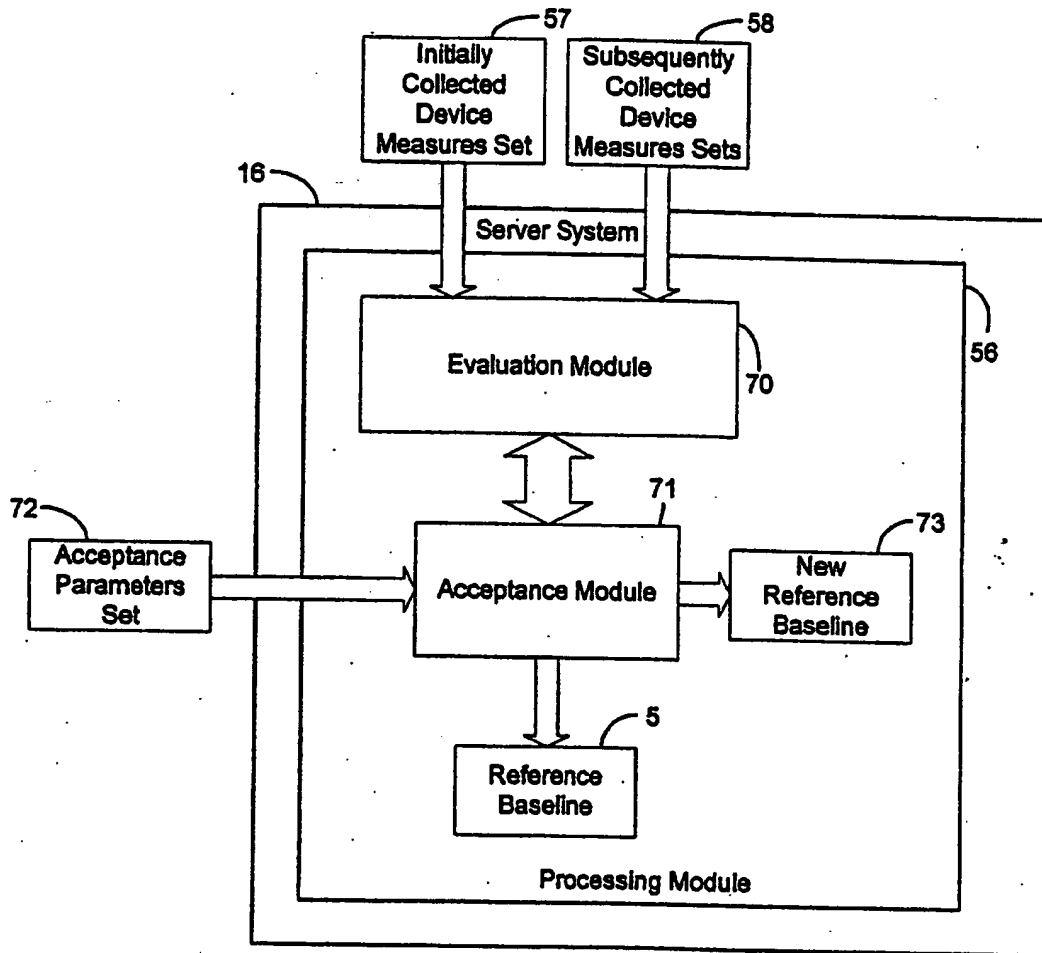 57
58
Initially
Collected
Device
Measures Set
Subsequently
Collected
Device
Measures Sets
16
Server System
56
Evaluation Module
70
72
71
73
Acceptance
Parameters
Set
Acceptance Module
New
Reference
Baseline
5
Reference
Baseline
Processing Module